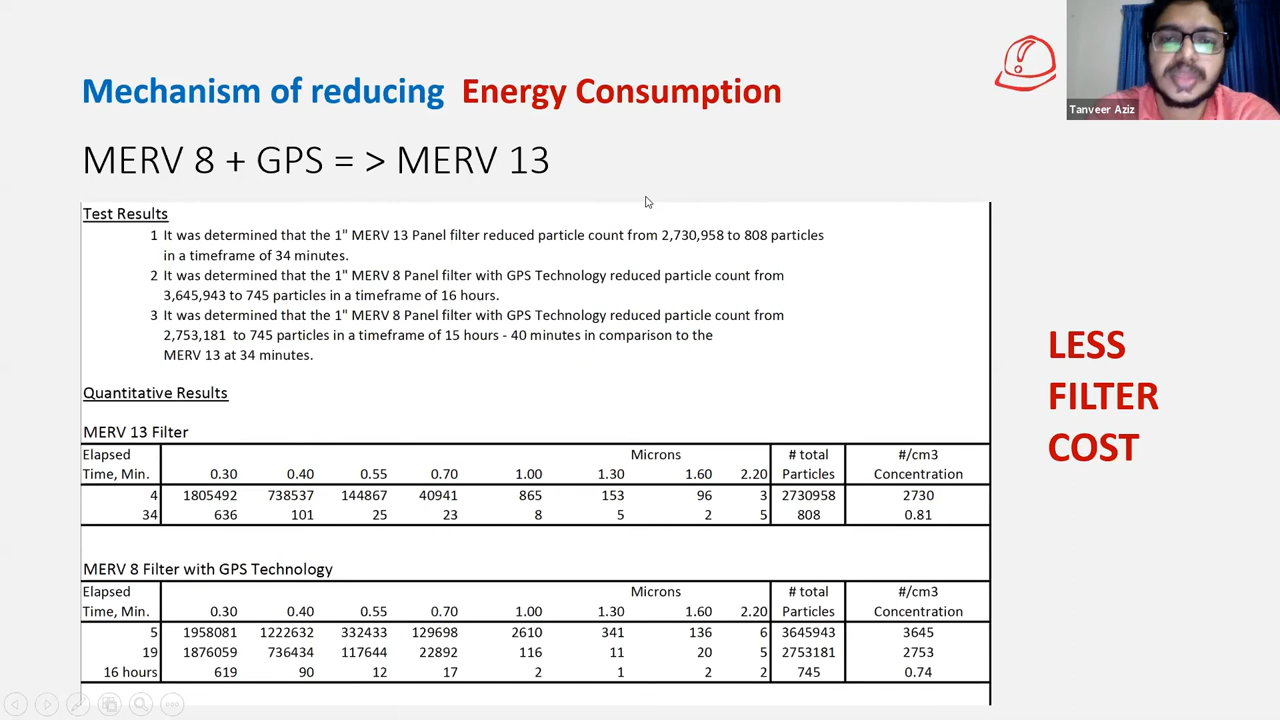 Mechanism of reducing Energy Consumption
Tanveer Aziz
MERV 8 + GPS = > MERV 13
Test Results
1 It was determined that the 1" MERV 13 Panel filter reduced particle count from 2,730,958 to 808 particles
in a timeframe of 34 minutes.
2 It was determined that the 1" MERV 8 Panel filter with GPS Technology reduced particle count from
3,645,943 to 745 particles in a timeframe of 16 hours.
3 It was determined that the 1" MERV 8 Panel filter with GPS Technology reduced particle count from
2,753,181 to 745 particles in a timeframe of 15 hours - 40 minutes in comparison to the
MERV 13 at 34 minutes.
LESS
FILTER
COST
Quantitative Results
MERV 13 Filter
Elapsed Microns # total #/cm3
Time, Min. 0.30 0.40 0.55 0.70 1.00 1.30 1.60 2.20 Particles Concentration
4 1805492 738537 144867 40941 865 153 96 3 2730958 2730
34 636 101 25 23 8 5 2 5 808 0.81
MERV 8 Filter with GPS Technology
Elapsed Microns # total #/cm3
Time, Min. 0.30 0.40 0.55 0.70 1.00 1.30 1.60 2.20 Particles Concentration
5 1958081 1222632 332433 129698 2610 341 136 6 3645943 3645
19 1876059 736434 117644 22892 116 11 20 5 2753181 2753
16 hours 619 90 12 17 2 1 2 2 745 0.74